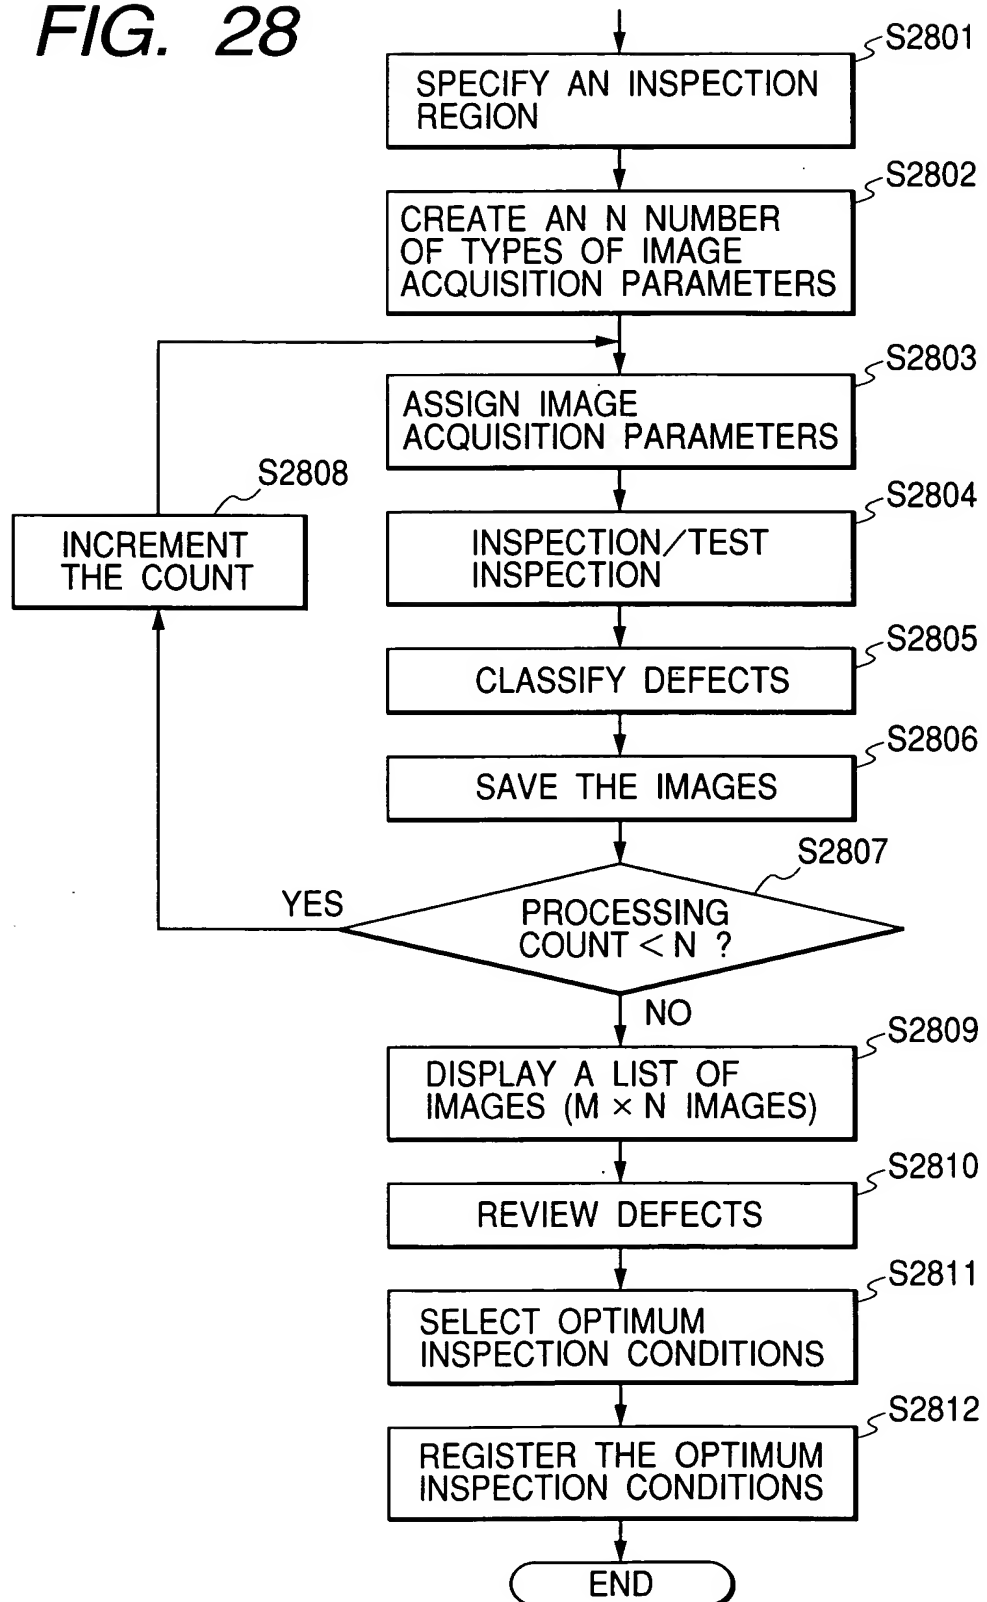 FIG. 28
S2801
SPECIFY AN INSPECTION
REGION
S2802
CREATE AN N NUMBER
OF TYPES OF IMAGE
ACQUISITION PARAMETERS
S2803
ASSIGN IMAGE
ACQUISITION PARAMETERS
S2808
INCREMENT
THE COUNT
S2804
INSPECTION/TEST
INSPECTION
S2805
CLASSIFY DEFECTS
S2806
SAVE THE IMAGES
S2807
YES
PROCESSING
COUNT < N ?
NO
S2809
DISPLAY A LIST OF
IMAGES (M × N IMAGES)
S2810
REVIEW DEFECTS
S2811
SELECT OPTIMUM
INSPECTION CONDITIONS
S2812
REGISTER THE OPTIMUM
INSPECTION CONDITIONS
END